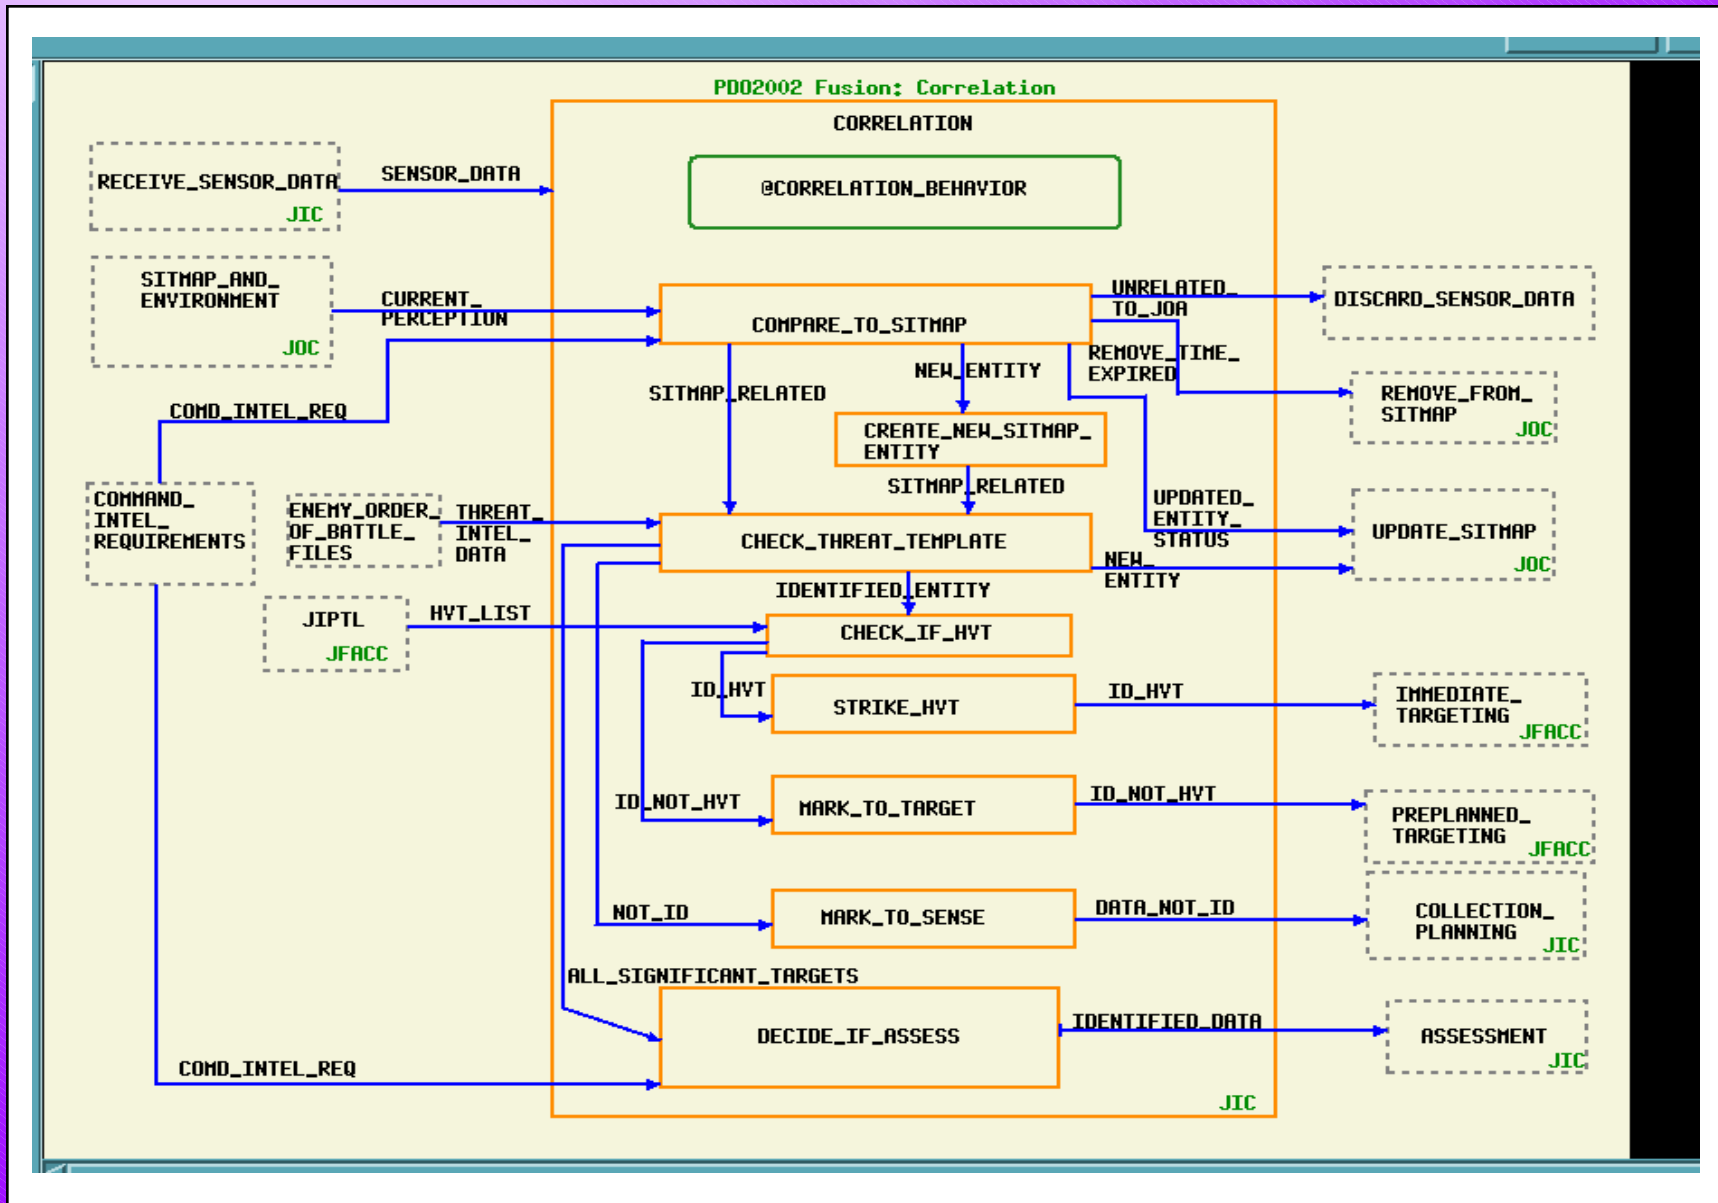 PDO2002 Fusion: Correlation
CORRELATION
@CORRELATION_BEHAVIOR
RECEIVE_SENSOR_DATA
JIC
SENSOR_DATA
SITMAP_AND_
ENVIRONMENT
JOC
CURRENT_
PERCEPTION
COMPARE_TO_SITMAP
UNRELATED_
TO_JOA
DISCARD_SENSOR_DATA
REMOVE_TIME_
EXPIRED
REMOVE_FROM_
SITMAP
JOC
SITMAP_RELATED
NEW_ENTITY
COMD_INTEL_REQ
CREATE_NEW_SITMAP_
ENTITY
SITMAP_RELATED
COMMAND_
INTEL_
REQUIREMENTS
ENEMY_ORDER_
OF_BATTLE_
FILES
THREAT_
INTEL_
DATA
CHECK_THREAT_TEMPLATE
UPDATED_
ENTITY_
STATUS
NEW_
ENTITY
UPDATE_SITMAP
JOC
IDENTIFIED_ENTITY
JIPTL
JFACC
HVT_LIST
CHECK_IF_HVT
ID_HVT
STRIKE_HVT
ID_HVT
IMMEDIATE_
TARGETING
JFACC
ID_NOT_HVT
MARK_TO_TARGET
ID_NOT_HVT
PREPLANNED_
TARGETING
JFACC
NOT_ID
MARK_TO_SENSE
DATA_NOT_ID
COLLECTION_
PLANNING
JIC
ALL_SIGNIFICANT_TARGETS
DECIDE_IF_ASSESS
IDENTIFIED_DATA
ASSESSMENT
JIC
COMD_INTEL_REQ
JIC